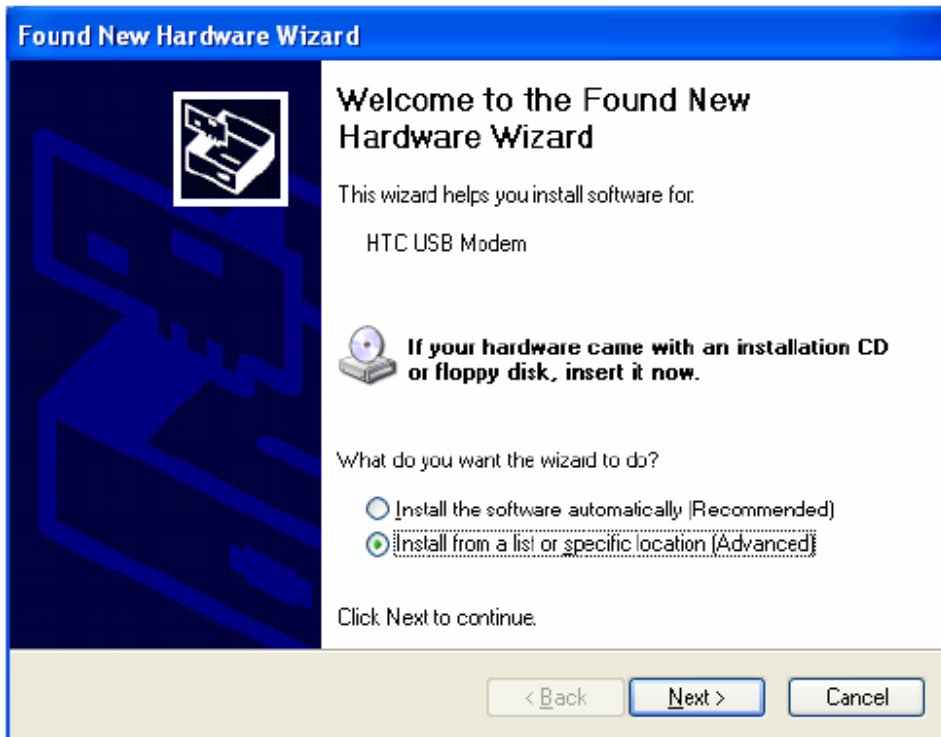 Found New Hardware Wizard
Welcome to the Found New
Hardware Wizard
This wizard helps you install software for:
HTC USB Modem
If your hardware came with an installation CD
or floppy disk, insert it now.
What do you want the wizard to do?
Install the software automatically (Recommended)
Install from a list or specific location (Advanced)
Click Next to continue.
< Back Next > Cancel